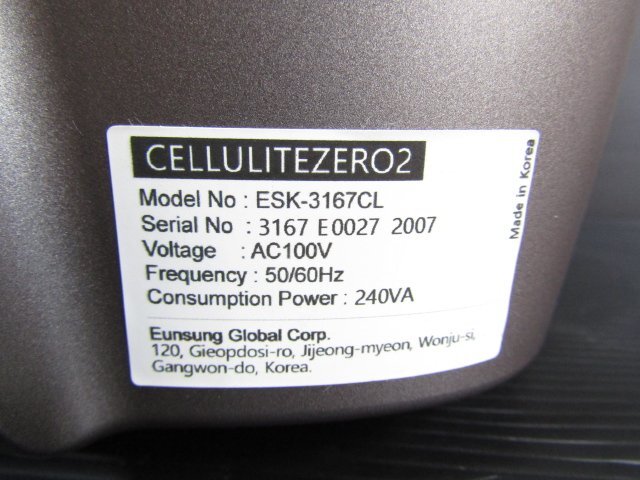 CELLULITEZERO2
Model No : ESK-3167CL
Serial No : 3167 E0027 2007
Voltage : AC100V
Frequency : 50/60Hz
Consumption Power : 240VA
Eunsung Global Corp.
120, Gieopdosi-ro, Jijeong-myeon, Wonju-si,
Gangwon-do, Korea.
Made in Korea